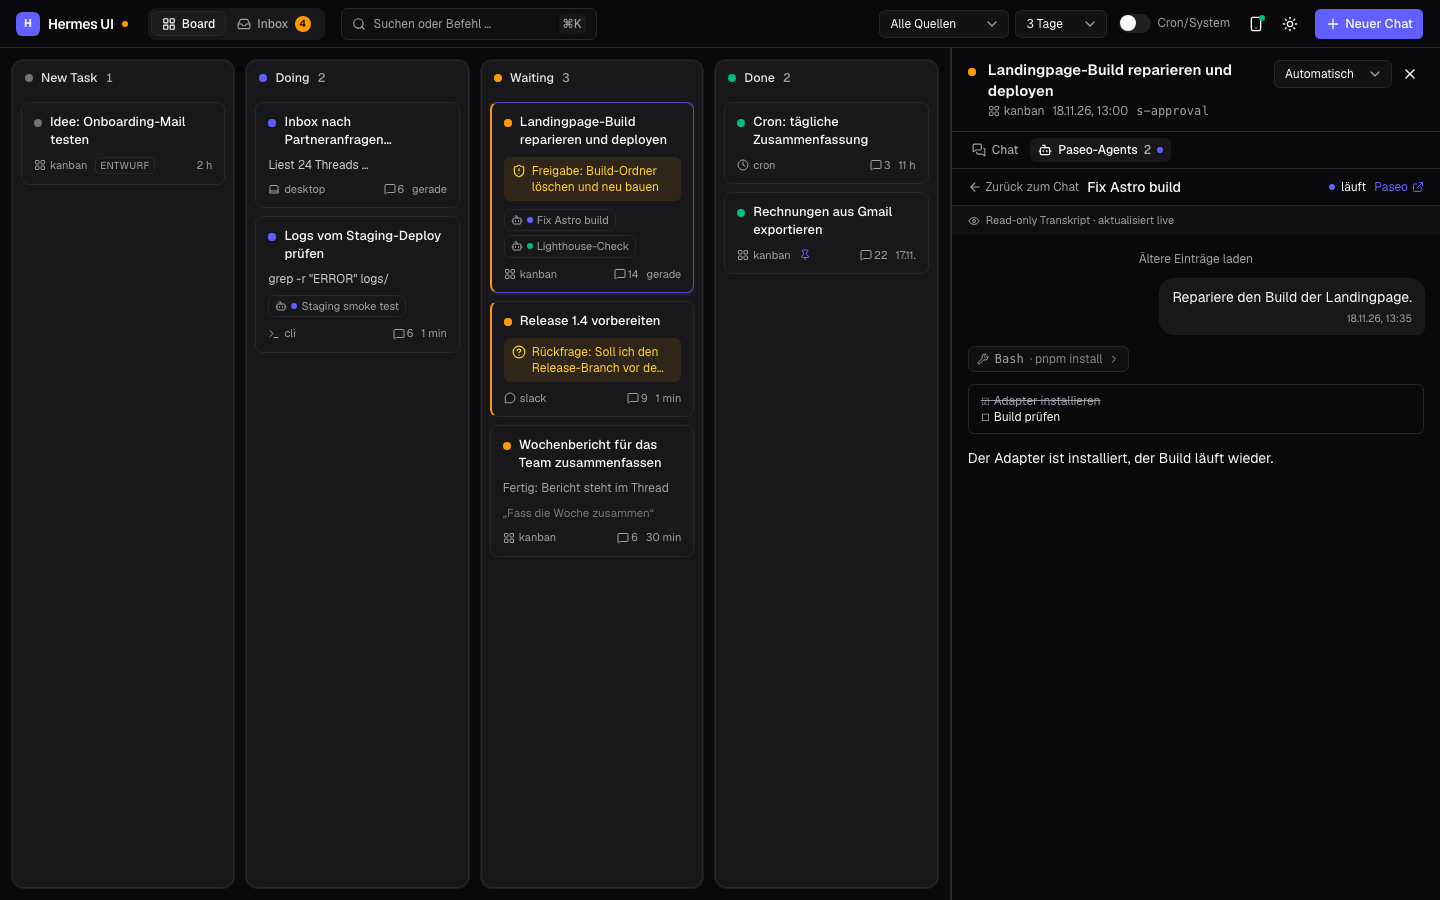 H Hermes UI Board Inbox 4 Suchen oder Befehl ... ⌘K Alle Quellen 3 Tage Cron/System Neuer Chat
New Task 1
Idee: Onboarding-Mail
testen
kanban ENTWURF 2 h
Doing 2
Inbox nach
Partneranfragen…
Liest 24 Threads …
desktop 6 gerade
Logs vom Staging-Deploy
prüfen
grep -r "ERROR" logs/
Staging smoke test
cli 6 1 min
Waiting 3
Landingpage-Build
reparieren und deployen
Freigabe: Build-Ordner
löschen und neu bauen
Fix Astro build
Lighthouse-Check
kanban 14 gerade
Release 1.4 vorbereiten
Rückfrage: Soll ich den
Release-Branch vor de…
slack 9 1 min
Wochenbericht für das
Team zusammenfassen
Fertig: Bericht steht im Thread
„Fass die Woche zusammen“
kanban 6 30 min
Done 2
Cron: tägliche
Zusammenfassung
cron 3 11 h
Rechnungen aus Gmail
exportieren
kanban 22 17.11.
Landingpage-Build reparieren und
deployen
Automatisch
kanban 18.11.26, 13:00 s-approval
Chat Paseo-Agents 2
Zurück zum Chat Fix Astro build läuft Paseo
Read-only Transkript · aktualisiert live
Ältere Einträge laden
Repariere den Build der Landingpage.
18.11.26, 13:35
Bash · pnpm install
☑ Adapter installieren
☐ Build prüfen
Der Adapter ist installiert, der Build läuft wieder.